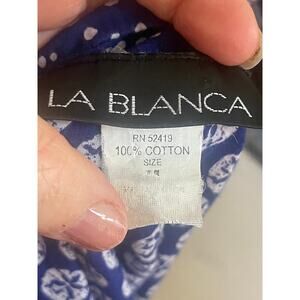 LA BLANCA
RN 52419
100% COTTON
SIZE